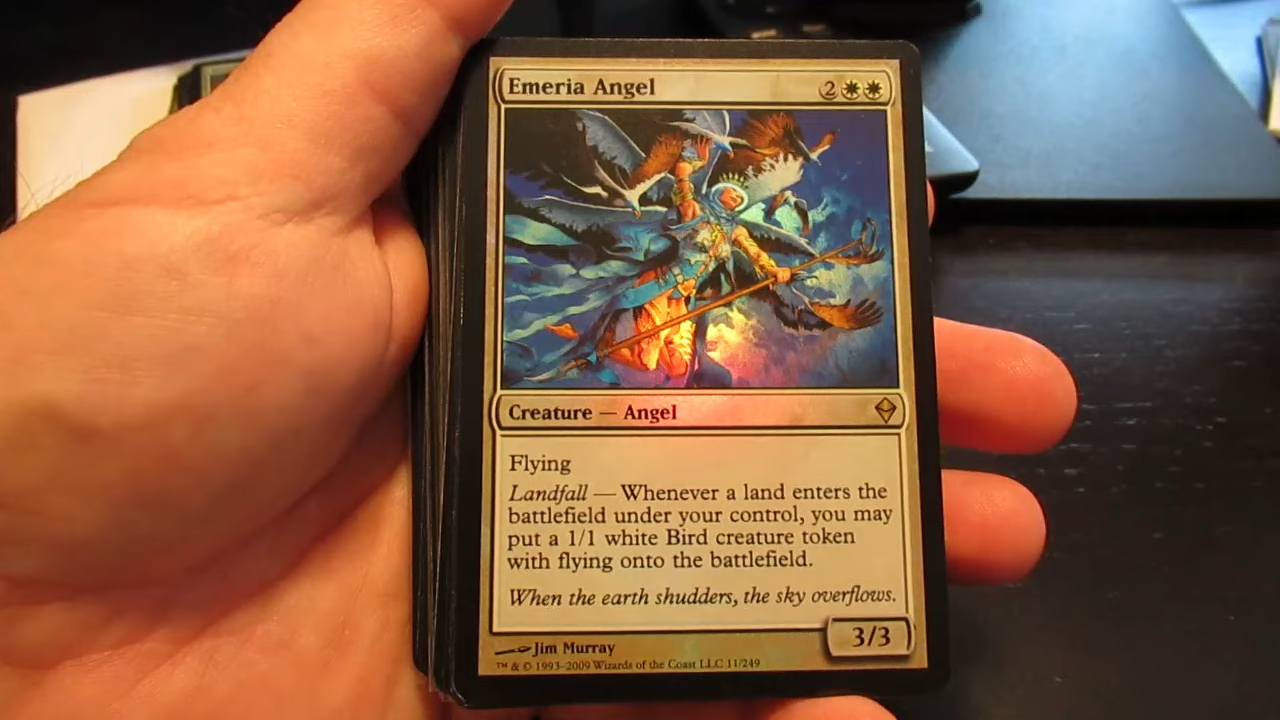 Emeria Angel 2
Creature — Angel
Flying
Landfall — Whenever a land enters the
battlefield under your control, you may
put a 1/1 white Bird creature token
with flying onto the battlefield.
When the earth shudders, the sky overflows.
3/3
Jim Murray
™ & © 1993–2009 Wizards of the Coast LLC 11/249